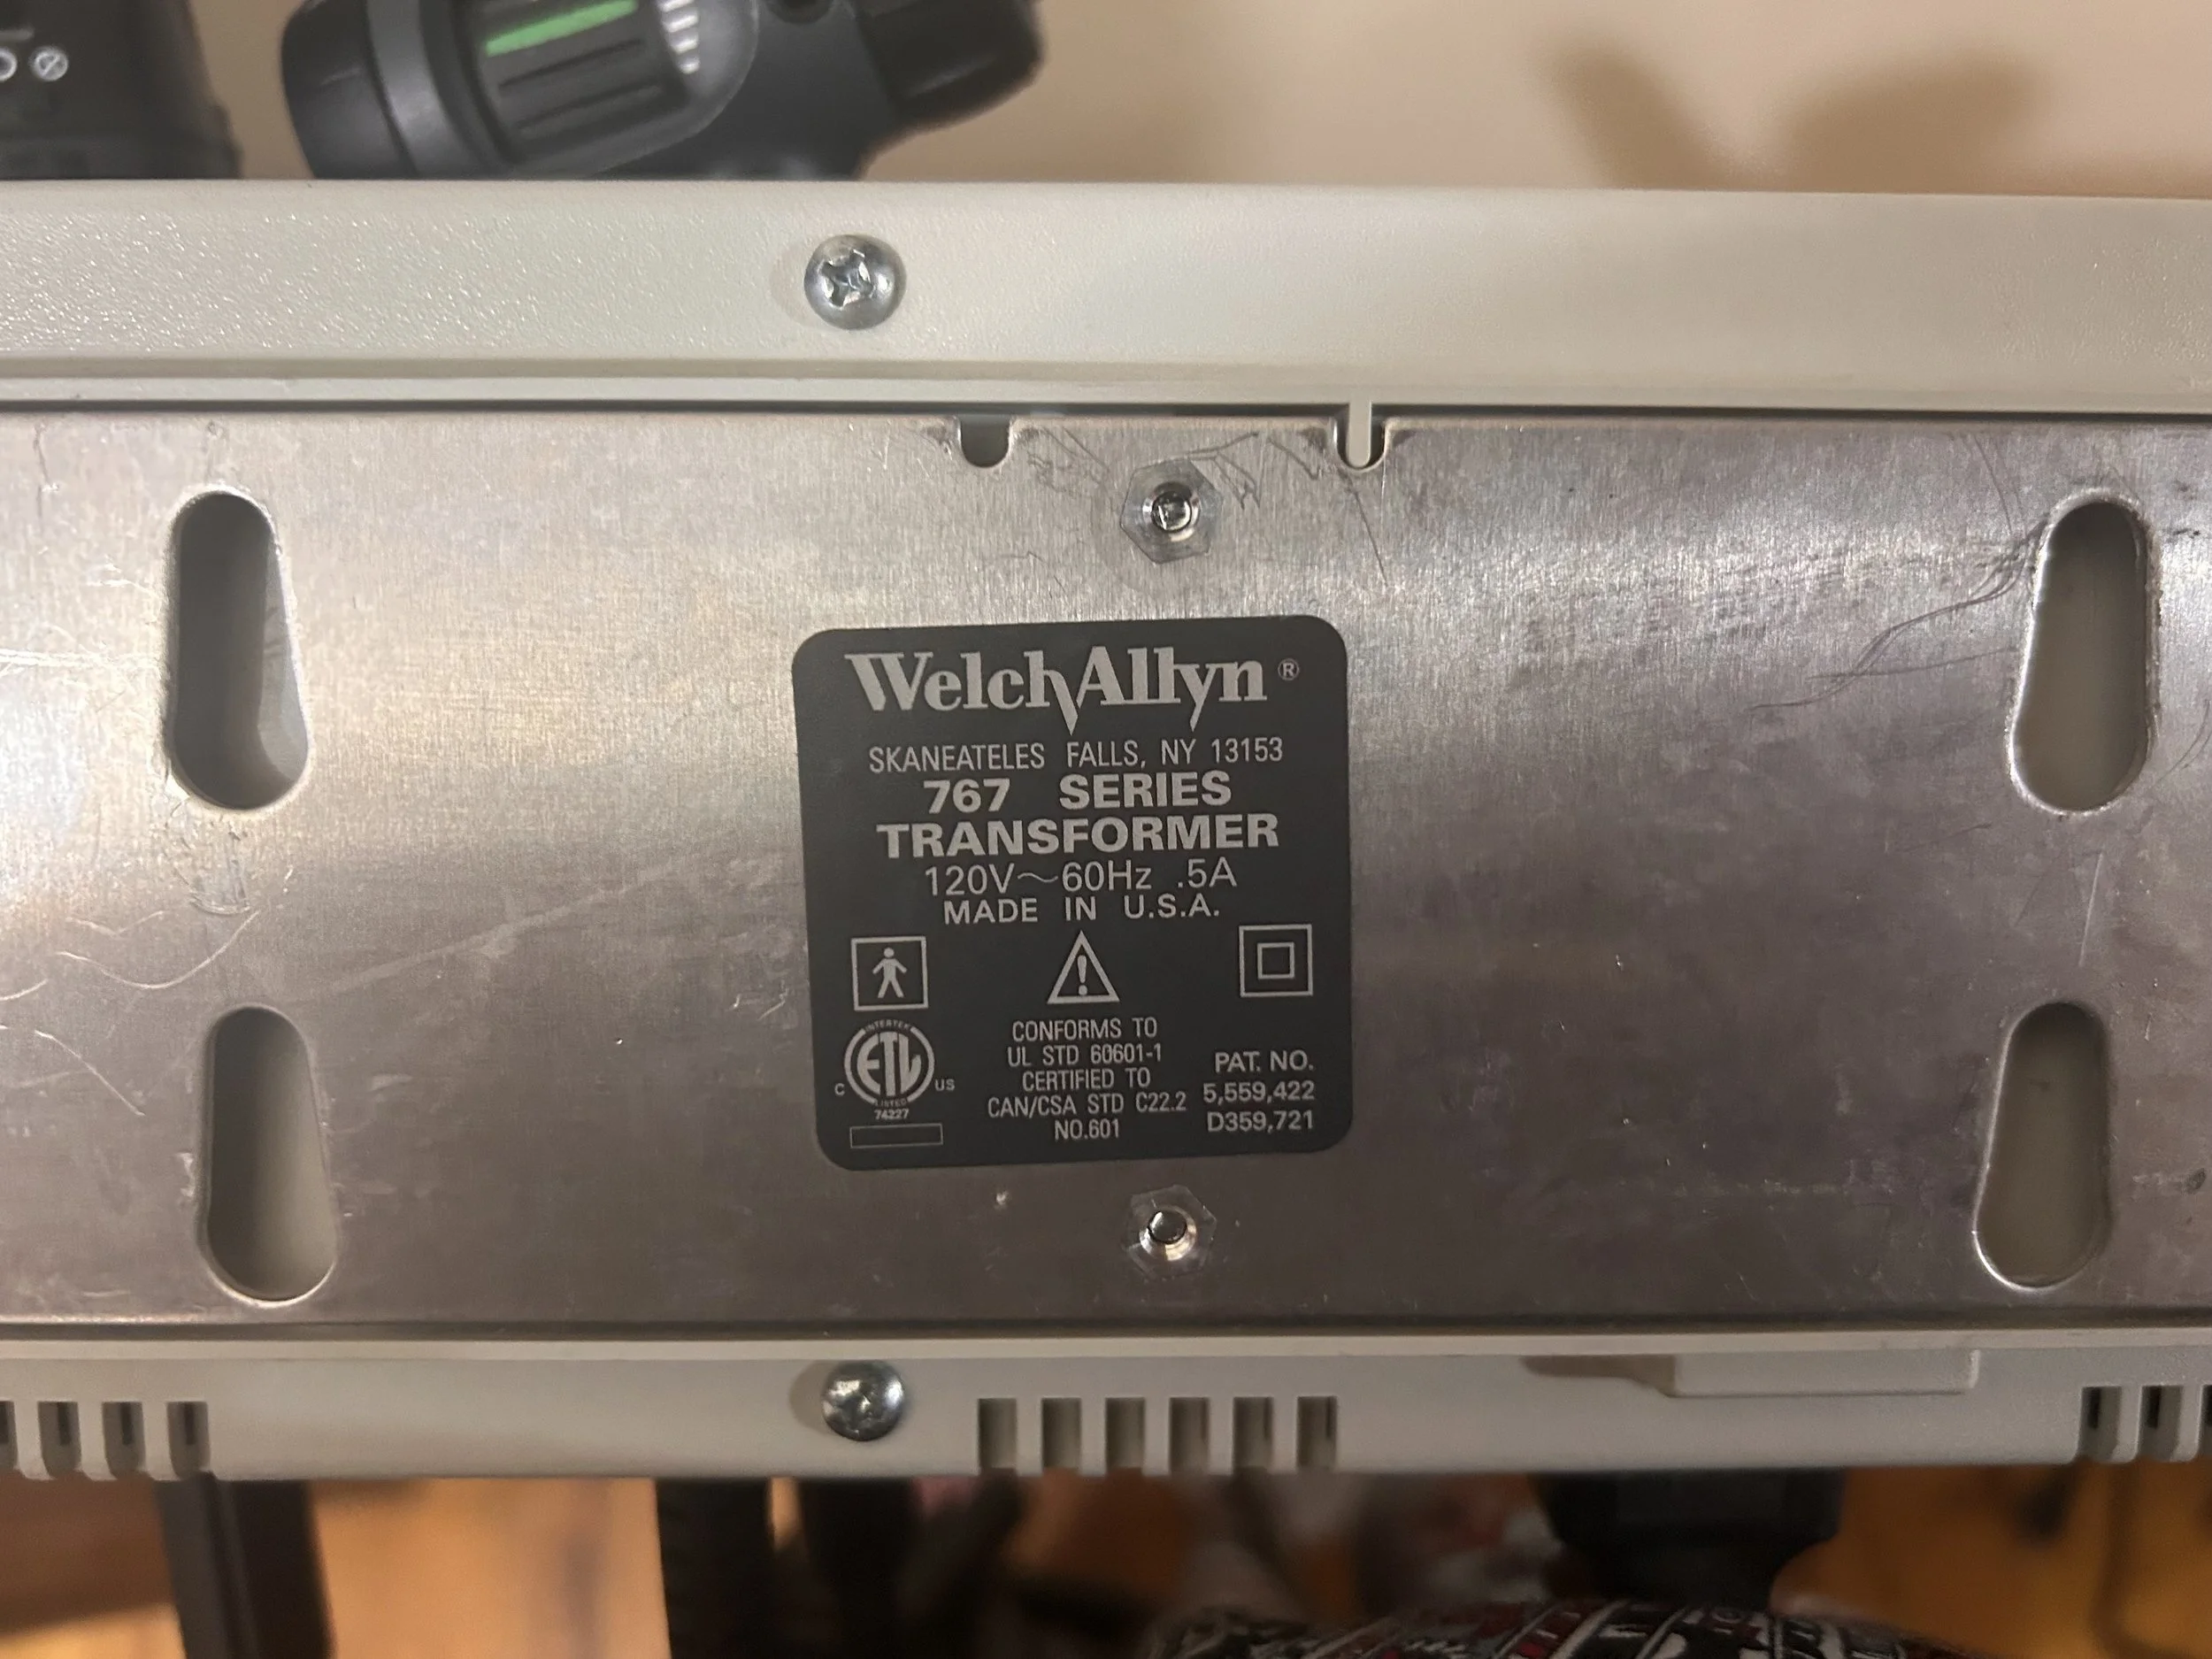 WelchAllyn®
SKANEATELES FALLS, NY 13153
767 SERIES
TRANSFORMER
120V~60Hz .5A
MADE IN U.S.A.
INTERTEK
ETL
C US
LISTED
74227
CONFORMS TO
UL STD 60601-1
CERTIFIED TO
CAN/CSA STD C22.2
NO.601
PAT. NO.
5,559,422
D359,721